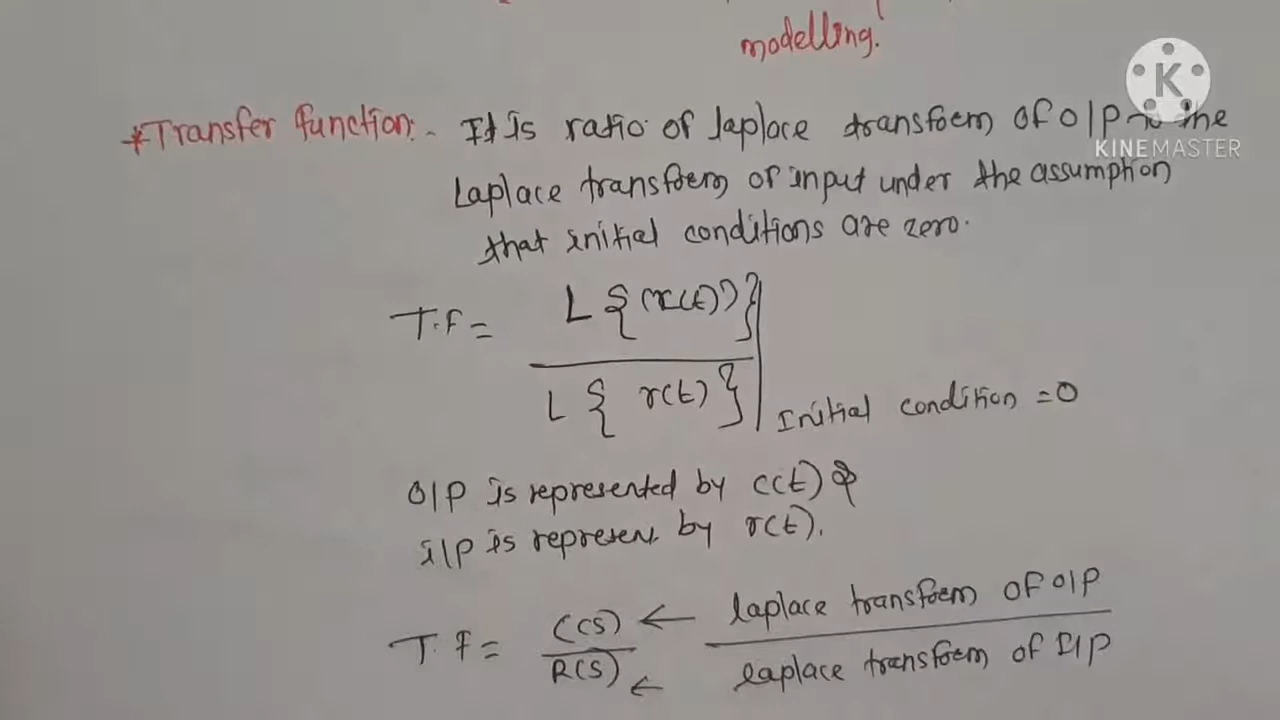 modelling.
K
KINEMASTER
*Transfer function:- It is ratio of laplace transform of O/P to the
Laplace transform of input under the assumption
that initial conditions are zero.
T.F = L{(r(t))} / L{ r(t)} | Initial condition = 0
O/P is represented by c(t) &
i/p is represent by r(t).
T.F = C(S) / R(S) ← laplace transform of O/P / laplace transform of I/P ←